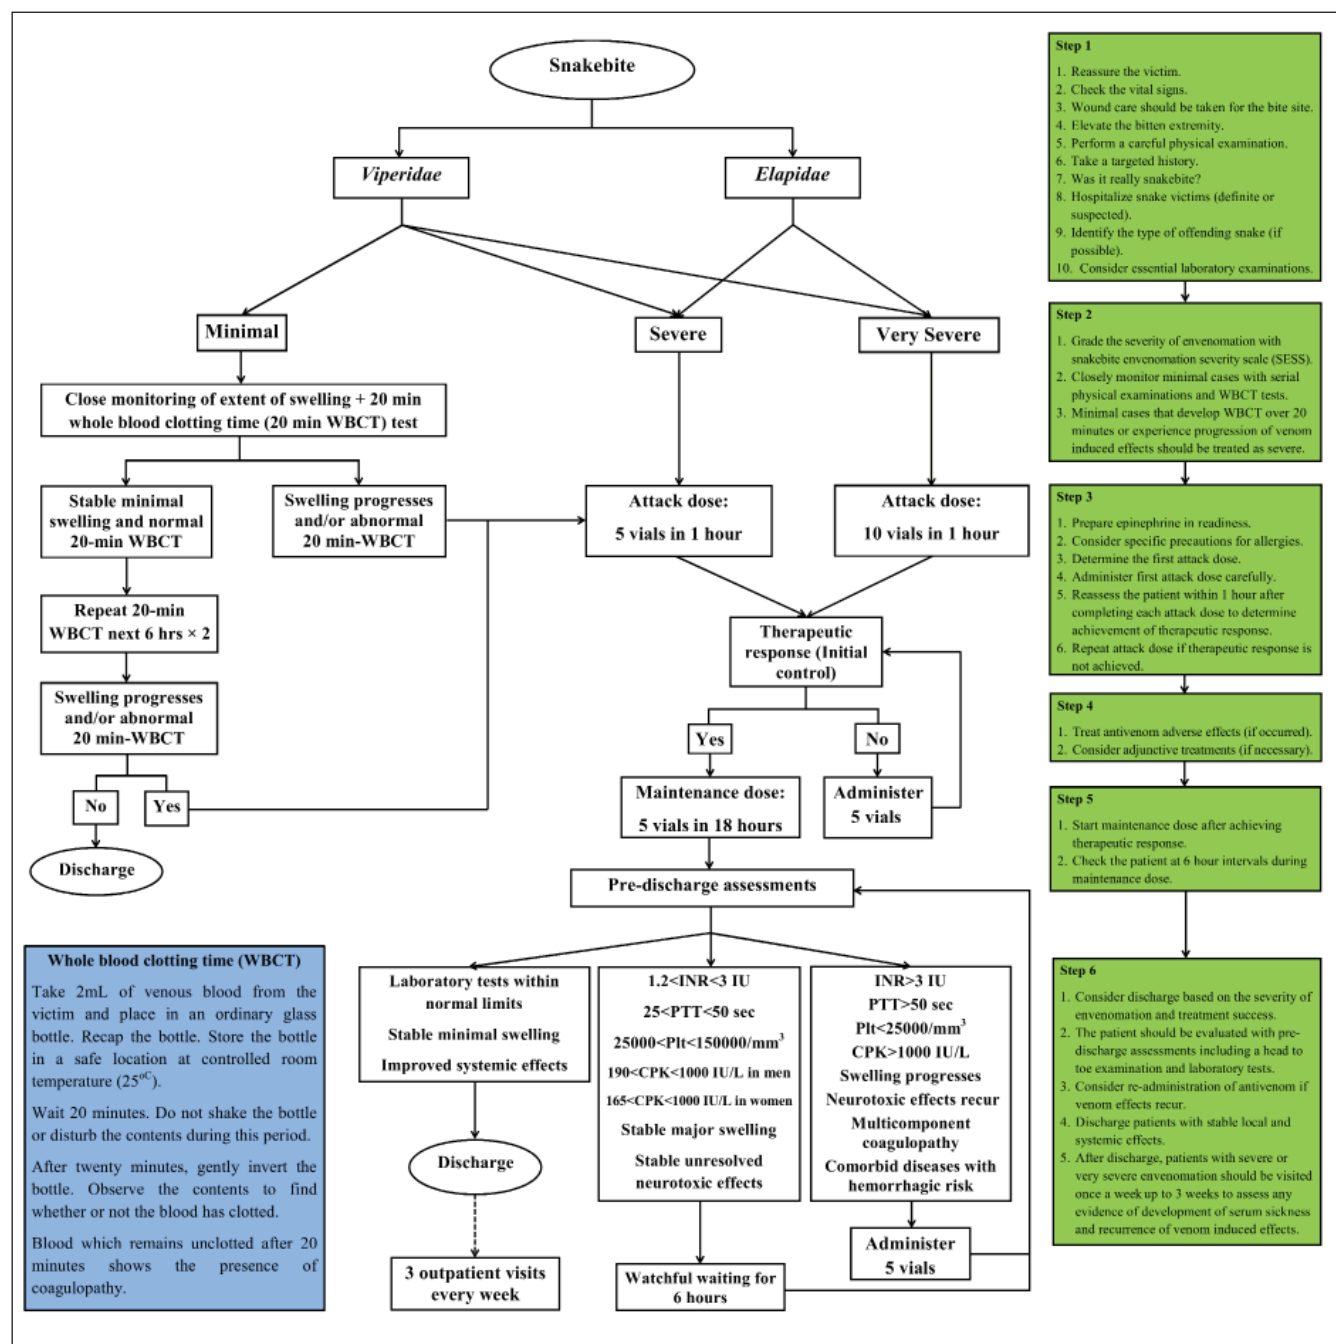 Snakebite
Viperidae
Elapidae
Minimal
Severe
Very Severe
Close monitoring of extent of swelling + 20 min
whole blood clotting time (20 min WBCT) test
Stable minimal
swelling and normal
20-min WBCT
Swelling progresses
and/or abnormal
20 min-WBCT
Attack dose:
5 vials in 1 hour
Attack dose:
10 vials in 1 hour
Repeat 20-min
WBCT next 6 hrs × 2
Swelling progresses
and/or abnormal
20 min-WBCT
No
Yes
Discharge
Therapeutic
response (Initial
control)
Yes
No
Maintenance dose:
5 vials in 18 hours
Administer
5 vials
Pre-discharge assessments
Laboratory tests within
normal limits
Stable minimal swelling
Improved systemic effects
1.2<INR<3 IU
25<PTT<50 sec
25000<Plt<150000/mm³
190<CPK<1000 IU/L in men
165<CPK<1000 IU/L in women
Stable major swelling
Stable unresolved
neurotoxic effects
INR>3 IU
PTT>50 sec
Plt<25000/mm³
CPK>1000 IU/L
Swelling progresses
Neurotoxic effects recur
Multicomponent
coagulopathy
Comorbid diseases with
hemorrhagic risk
Discharge
3 outpatient visits
every week
Watchful waiting for
6 hours
Administer
5 vials
Whole blood clotting time (WBCT)
Take 2mL of venous blood from the
victim and place in an ordinary glass
bottle. Recap the bottle. Store the bottle
in a safe location at controlled room
temperature (25ºC).
Wait 20 minutes. Do not shake the bottle
or disturb the contents during this period.
After twenty minutes, gently invert the
bottle. Observe the contents to find
whether or not the blood has clotted.
Blood which remains unclotted after 20
minutes shows the presence of
coagulopathy.
Step 1
1. Reassure the victim.
2. Check the vital signs.
3. Wound care should be taken for the bite site.
4. Elevate the bitten extremity.
5. Perform a careful physical examination.
6. Take a targeted history.
7. Was it really snakebite?
8. Hospitalize snake victims (definite or
suspected).
9. Identify the type of offending snake (if
possible).
10. Consider essential laboratory examinations.
Step 2
1. Grade the severity of envenomation with
snakebite envenomation severity scale (SESS).
2. Closely monitor minimal cases with serial
physical examinations and WBCT tests.
3. Minimal cases that develop WBCT over 20
minutes or experience progression of venom
induced effects should be treated as severe.
Step 3
1. Prepare epinephrine in readiness.
2. Consider specific precautions for allergies.
3. Determine the first attack dose.
4. Administer first attack dose carefully.
5. Reassess the patient within 1 hour after
completing each attack dose to determine
achievement of therapeutic response.
6. Repeat attack dose if therapeutic response is
not achieved.
Step 4
1. Treat antivenom adverse effects (if occurred).
2. Consider adjunctive treatments (if necessary).
Step 5
1. Start maintenance dose after achieving
therapeutic response.
2. Check the patient at 6 hour intervals during
maintenance dose.
Step 6
1. Consider discharge based on the severity of
envenomation and treatment success.
2. The patient should be evaluated with pre-
discharge assessments including a head to
toe examination and laboratory tests.
3. Consider re-administration of antivenom if
venom effects recur.
4. Discharge patients with stable local and
systemic effects.
5. After discharge, patients with severe or
very severe envenomation should be visited
once a week up to 3 weeks to assess any
evidence of development of serum sickness
and recurrence of venom induced effects.